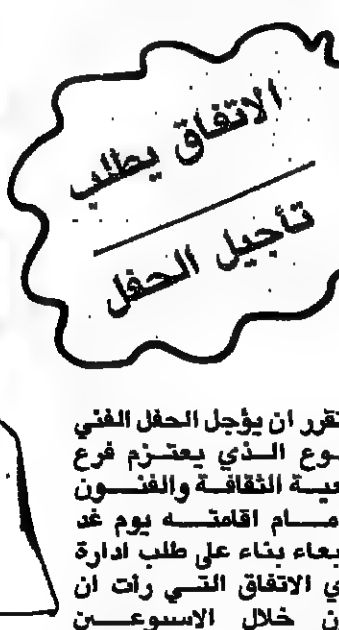 الاتفاق يطلب
تأجيل الحفل
تقرر ان يؤجل الحفل الفني
الذي يعتزم فرع
الثقافة والفنون
اقامته يوم غد
بناء على طلب ادارة
الاتفاق التي رأت ان
خلال الاسبوعين